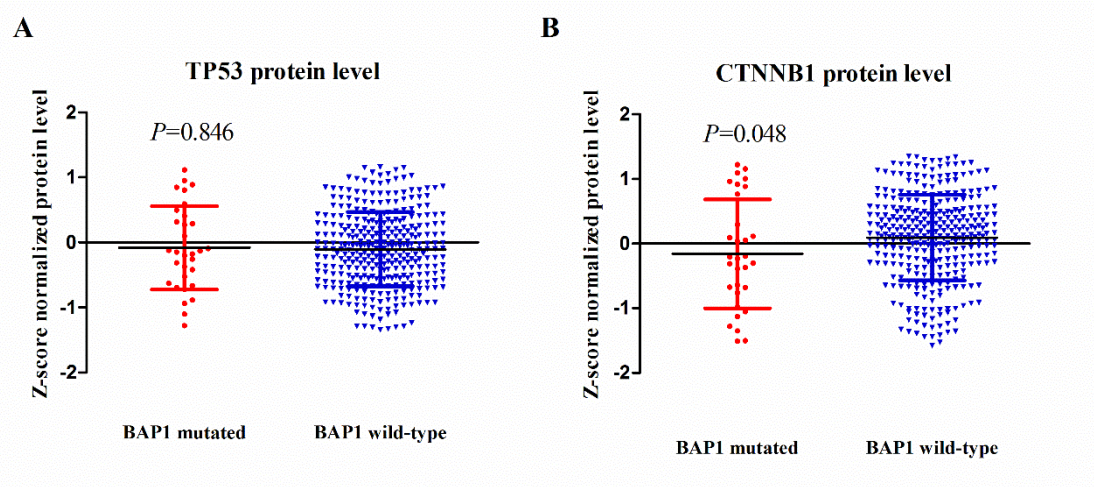 A
TP53 protein level
Z-score normalized protein level
2
1
0
-1
-2
P=0.846
BAP1 mutated
BAP1 wild-type
B
CTNNB1 protein level
Z-score normalized protein level
2
1
0
-1
-2
P=0.048
BAP1 mutated
BAP1 wild-type